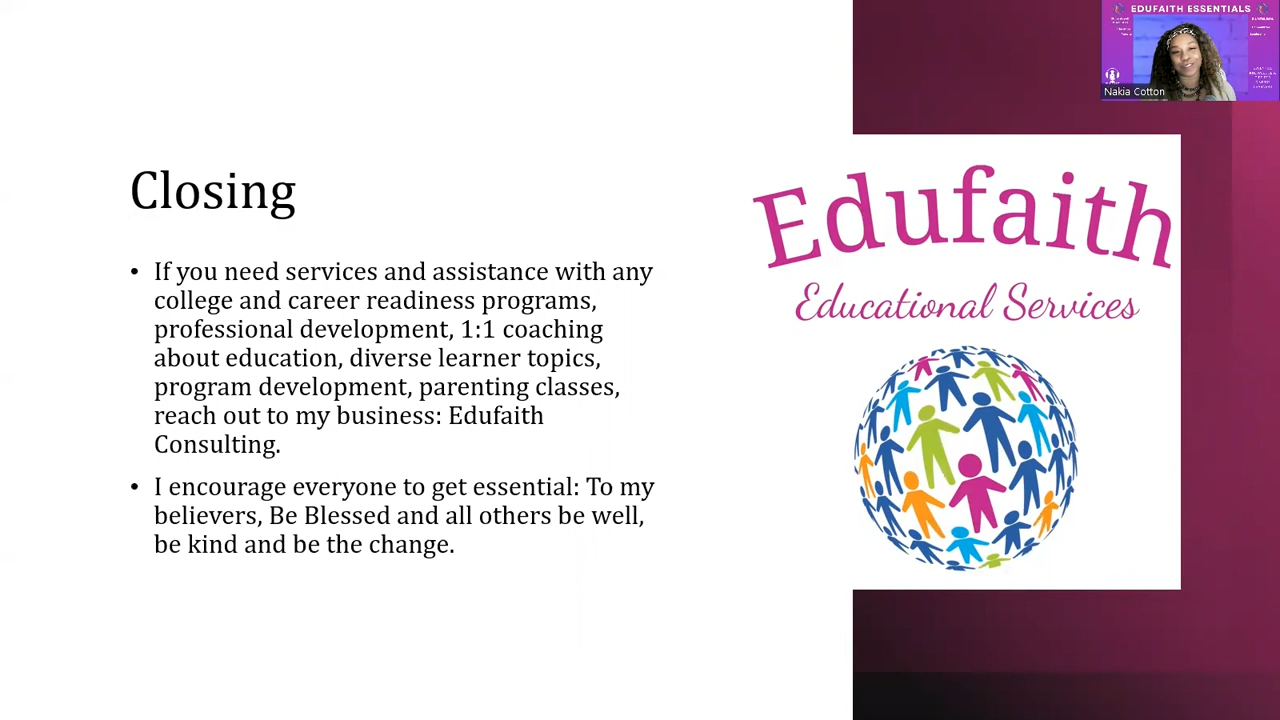 EDUFAITH ESSENTIALS
Nakia Cotton
Closing
• If you need services and assistance with any
college and career readiness programs,
professional development, 1:1 coaching
about education, diverse learner topics,
program development, parenting classes,
reach out to my business: Edufaith
Consulting.
• I encourage everyone to get essential: To my
believers, Be Blessed and all others be well,
be kind and be the change.
Edufaith
Educational Services